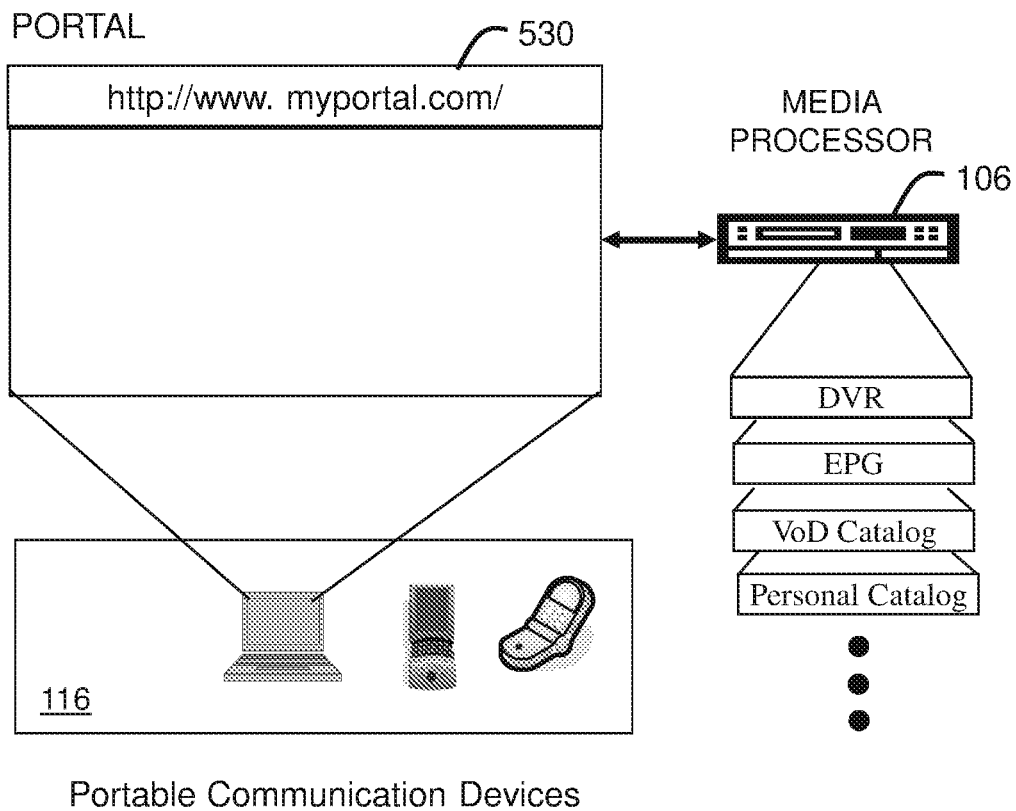 PORTAL
530
http://www. myportal.com/
MEDIA
PROCESSOR
106
DVR
EPG
VoD Catalog
Personal Catalog
116
Portable Communication Devices